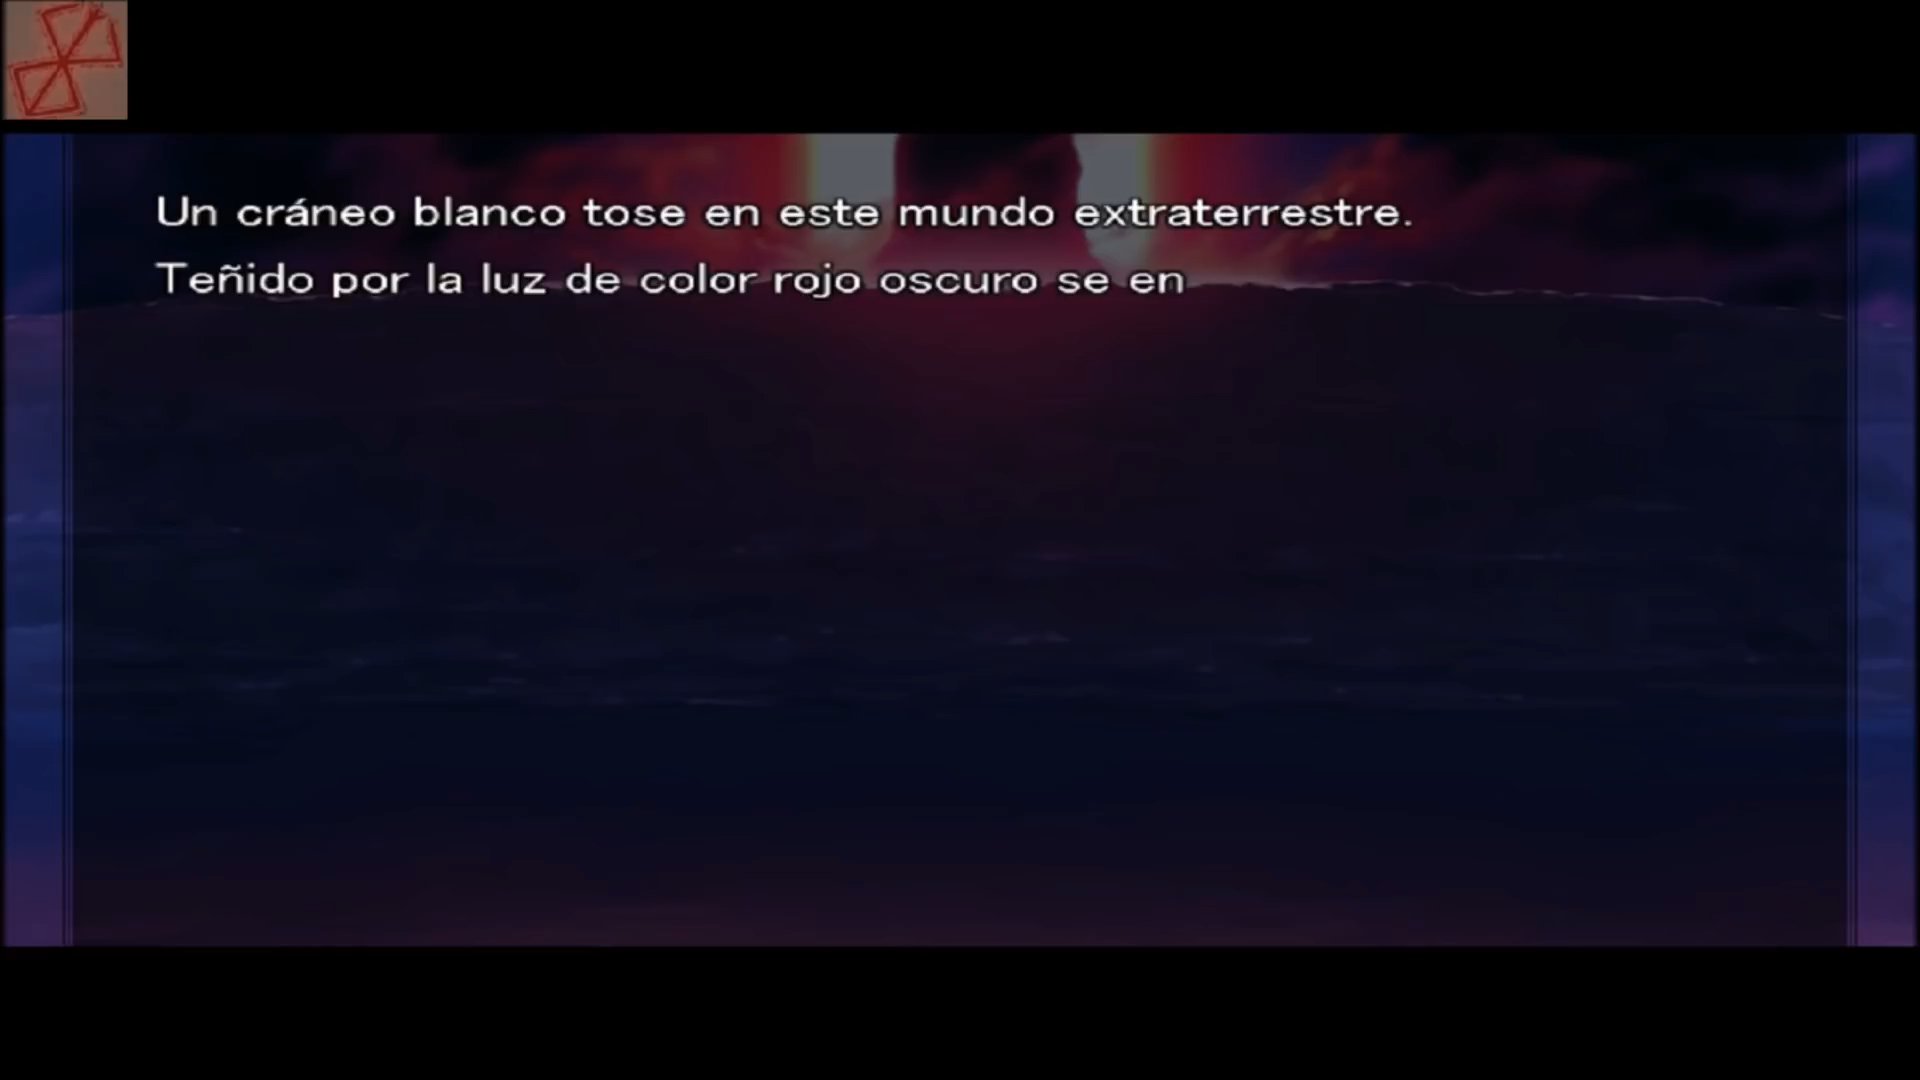 Un cráneo blanco tose en este mundo extraterrestre.
Teñido por la luz de color rojo oscuro se en